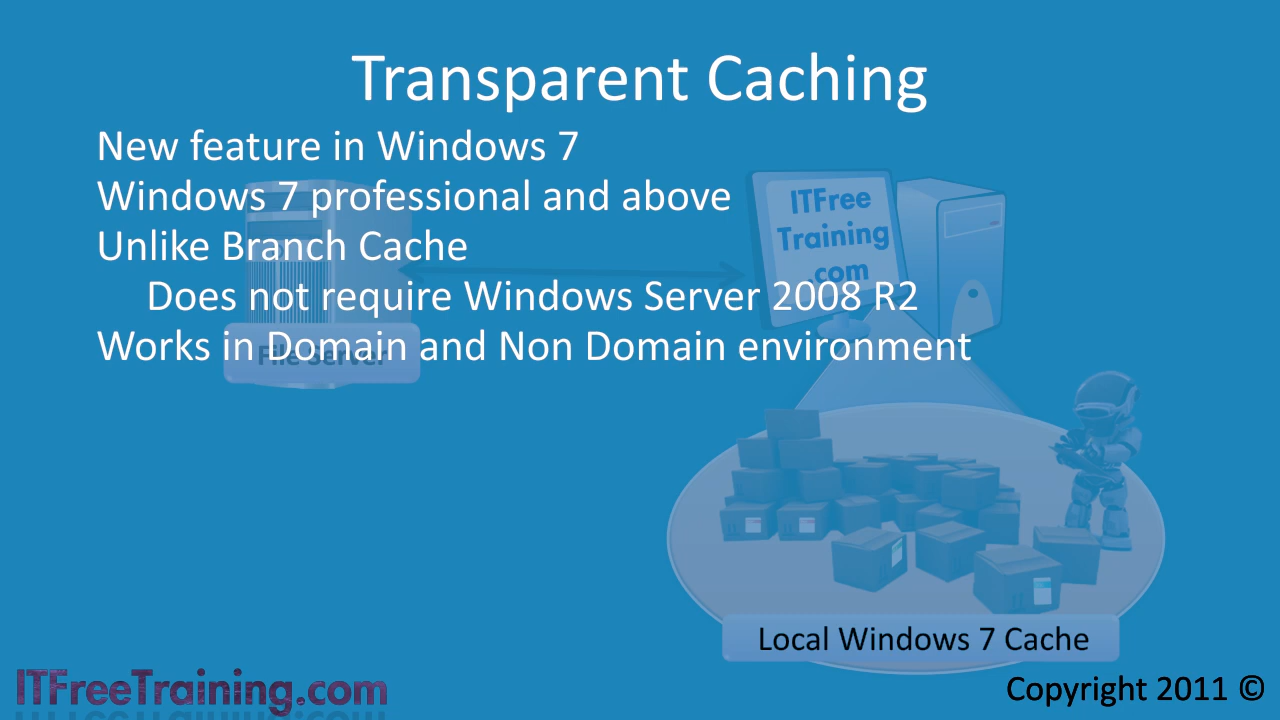 Transparent Caching
New feature in Windows 7
Windows 7 professional and above
Unlike Branch Cache
Does not require Windows Server 2008 R2
Works in Domain and Non Domain environment
ITFree
Training
.com
File Server
Local Windows 7 Cache
ITFreeTraining.com
Copyright 2011 ©